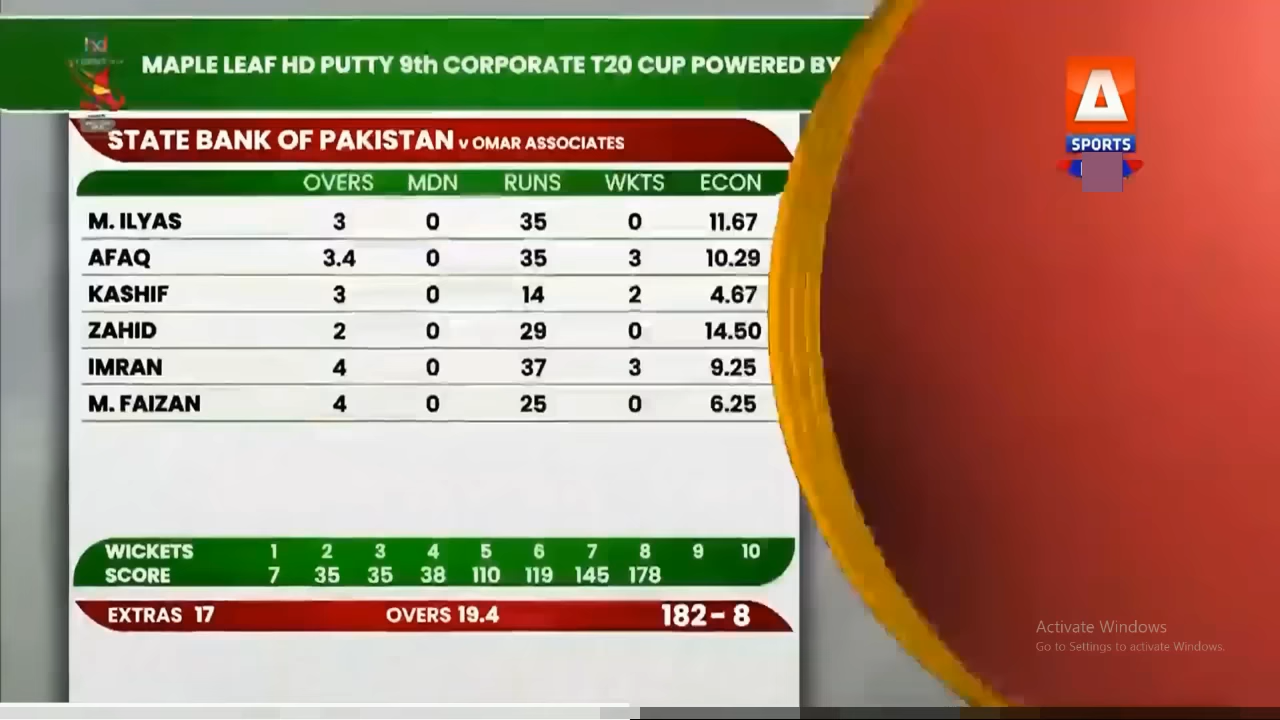 hd
MAPLE LEAF HD PUTTY 9th CORPORATE T20 CUP POWERED BY
A
SPORTS
STATE BANK OF PAKISTAN v OMAR ASSOCIATES
OVERS MDN RUNS WKTS ECON
M. ILYAS 3 0 35 0 11.67
AFAQ 3.4 0 35 3 10.29
KASHIF 3 0 14 2 4.67
ZAHID 2 0 29 0 14.50
IMRAN 4 0 37 3 9.25
M. FAIZAN 4 0 25 0 6.25
WICKETS 1 2 3 4 5 6 7 8 9 10
SCORE 7 35 35 38 110 119 145 178
EXTRAS 17 OVERS 19.4 182-8
Activate Windows
Go to Settings to activate Windows.